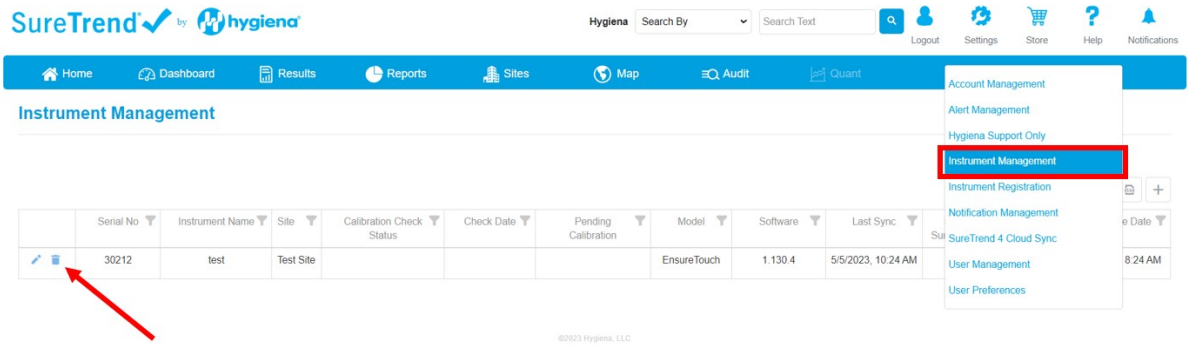 SureTrend by hygiena
Hygiena Search By Search Text
Logout Settings Store Help Notifications
Home Dashboard Results Reports Sites Map Audit Quant
Account Management
Alert Management
Hygiena Support Only
Instrument Management
Instrument Registration
Notification Management
SureTrend 4 Cloud Sync
User Management
User Preferences
Instrument Management
Serial No Instrument Name Site Calibration Check Status Check Date Pending Calibration Model Software Last Sync e Date
30212 test Test Site EnsureTouch 1.130.4 5/5/2023, 10:24 AM 8:24 AM
©2023 Hygiena, LLC